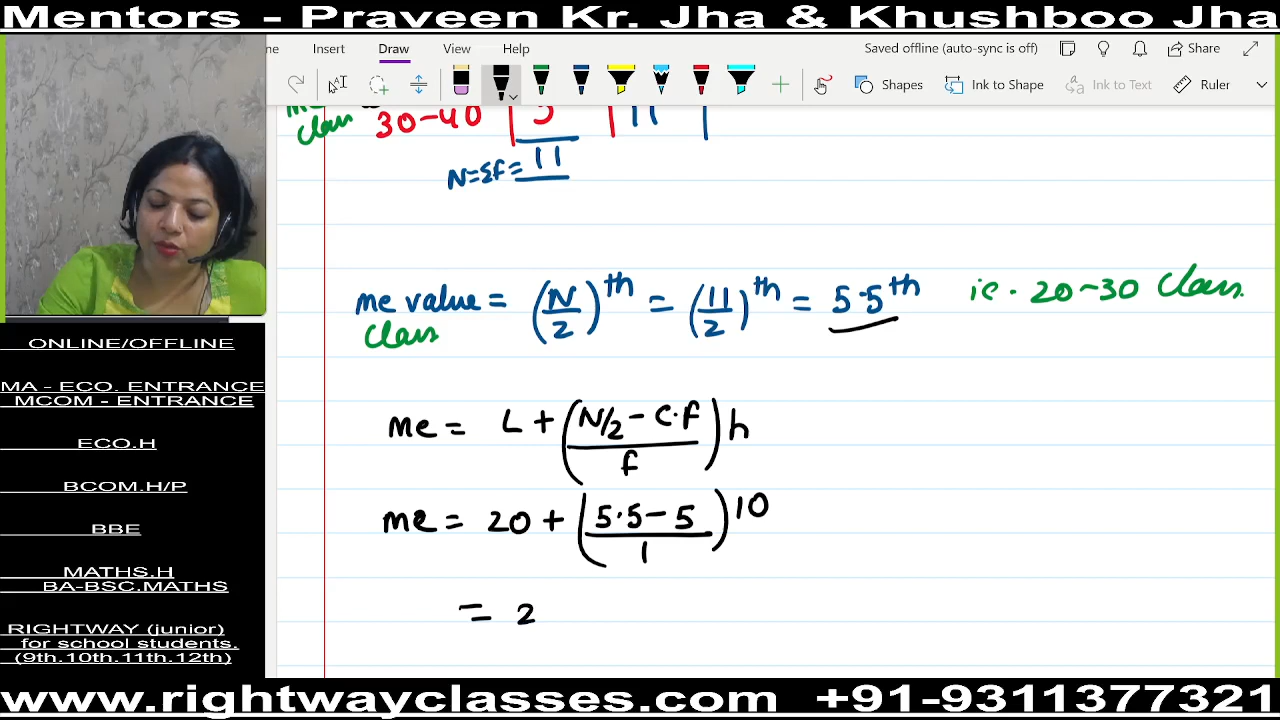 Mentors - Praveen Kr. Jha & Khushboo Jha
Insert Draw View Help Saved offline (auto-sync is off) Share
Shapes Ink to Shape Ink to Text Ruler
class 30-40 5 11
N=Σf= 11
me value = (N/2)th = (11/2)th = 5.5th ie. 20-30 Class.
Class
me = L + (N/2 - C.f / f) h
me = 20 + (5.5 - 5 / 1) 10
= 2
ONLINE/OFFLINE
MA - ECO. ENTRANCE
MCOM - ENTRANCE
ECO.H
BCOM.H/P
BBE
MATHS.H
BA-BSC.MATHS
RIGHTWAY (junior)
for school students.
(9th.10th.11th.12th)
www.rightwayclasses.com +91-9311377321